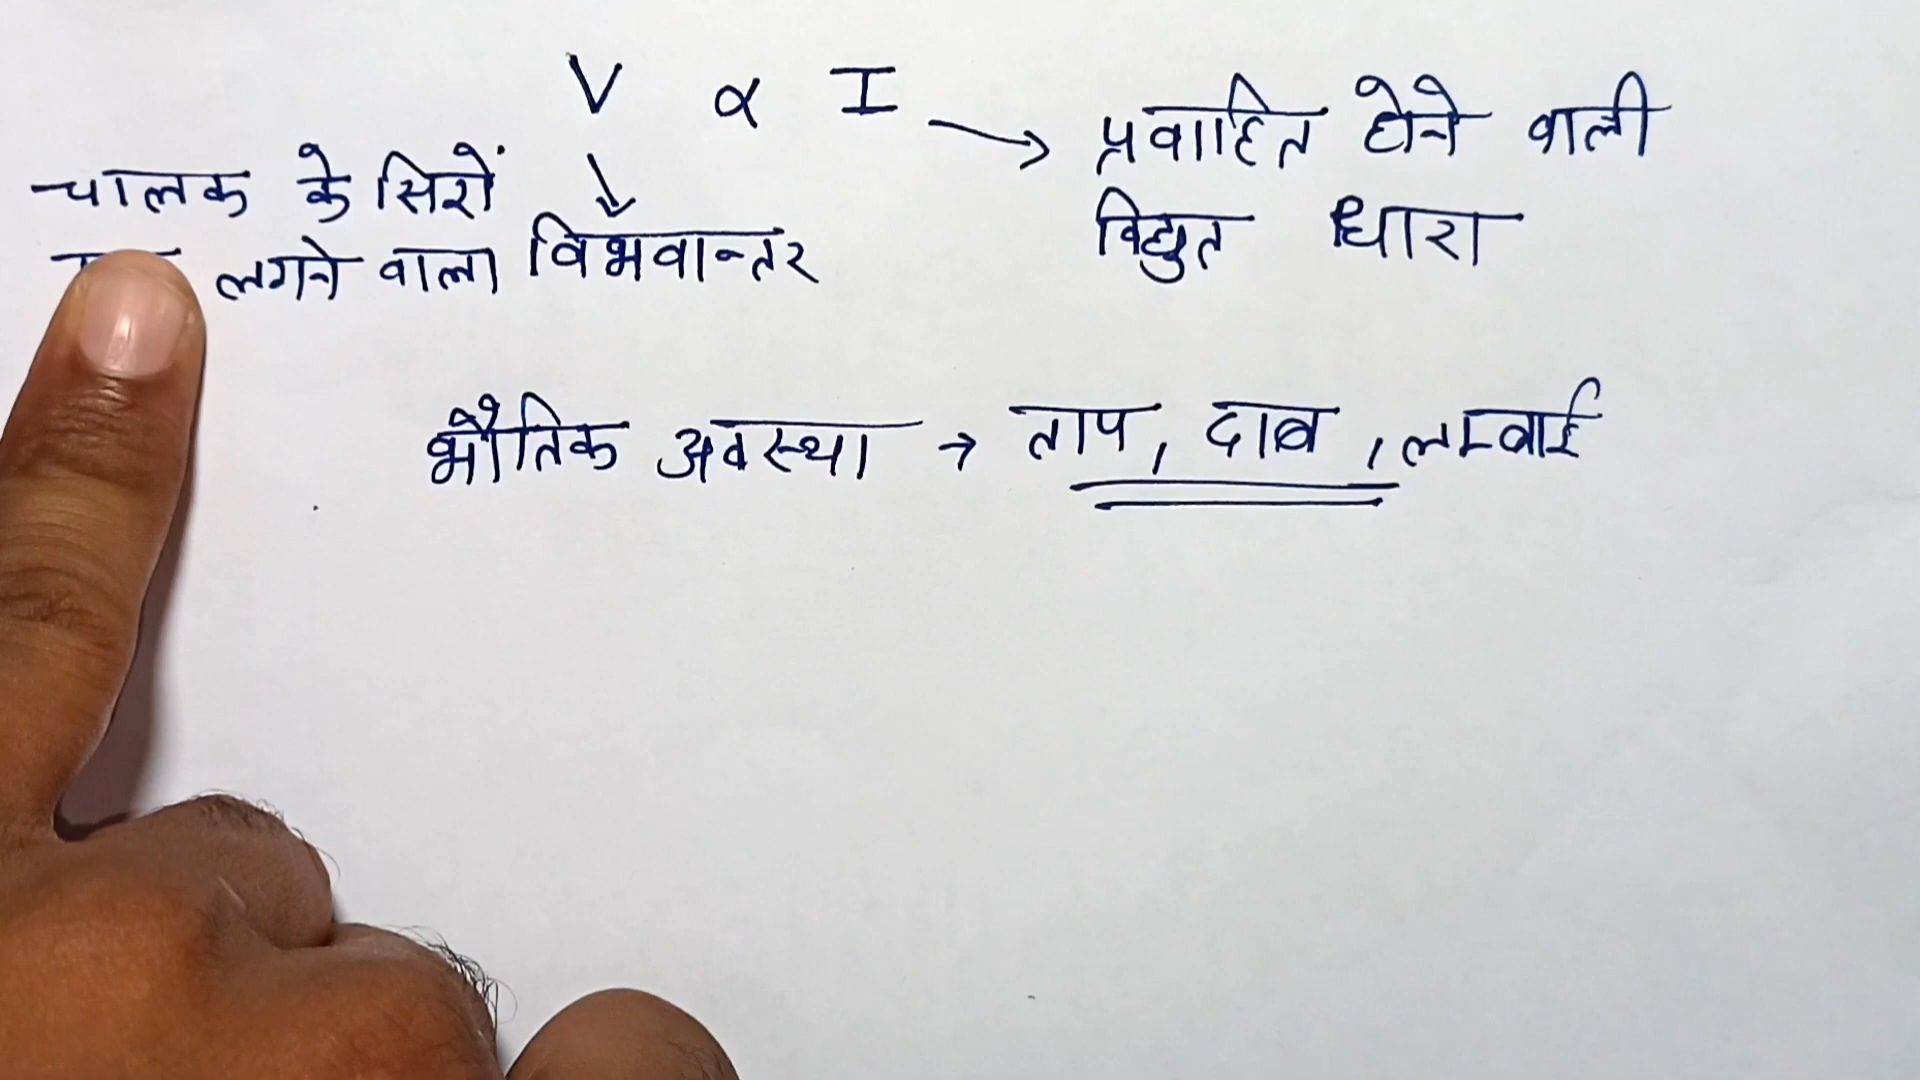 V α I → प्रवाहित होने वाली
विद्युत धारा
चालक के सिरों ↓
लगने वाला विभवान्तर
भौतिक अवस्था → ताप, दाब, लम्बाई